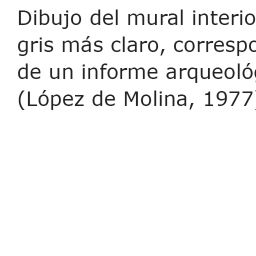 Dibujo del mural interio
gris más claro, correspo
de un informe arqueoló
(López de Molina, 1977)